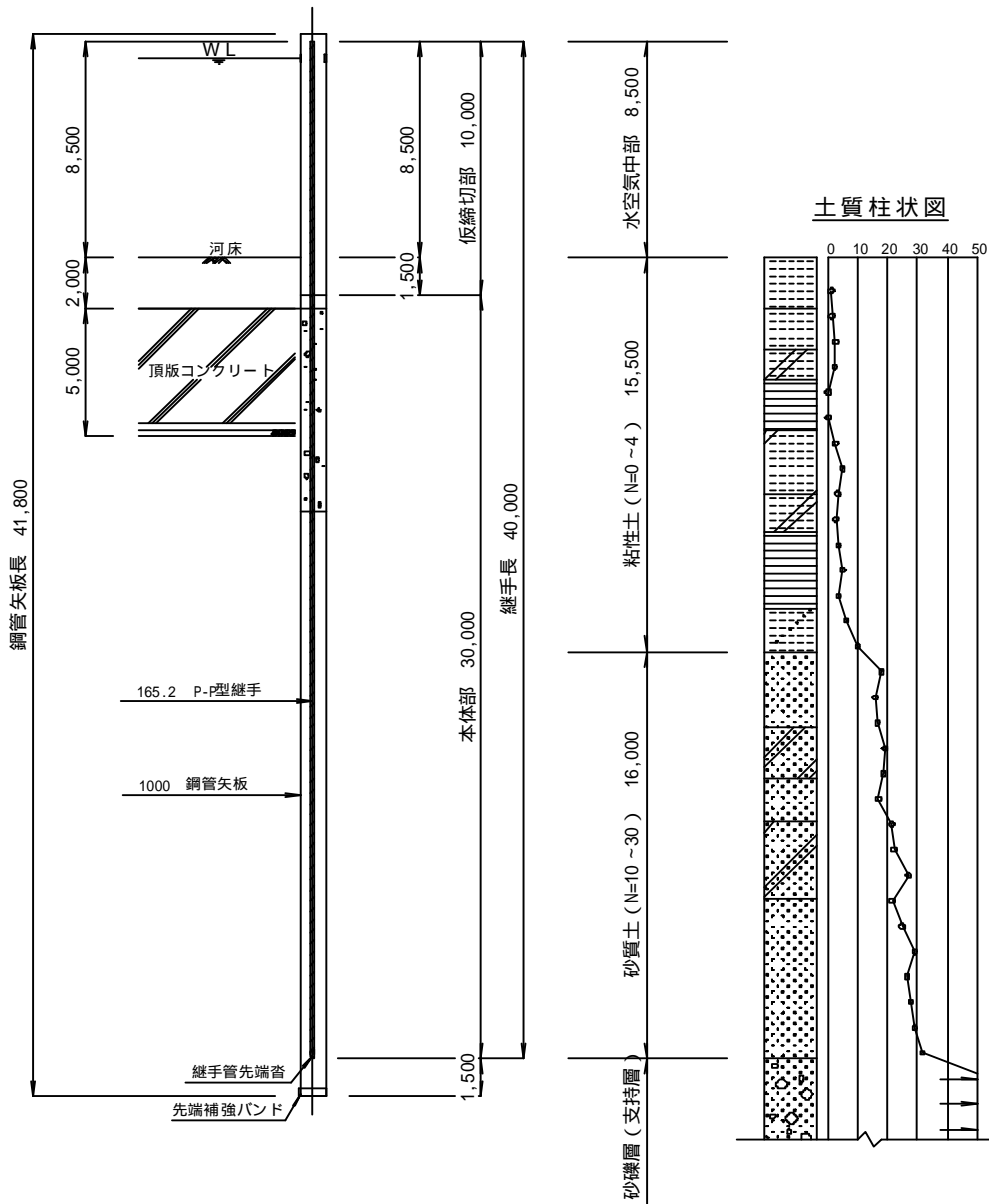 WL
8,500
河床
2,000
5,000
頂版コンクリート
鋼管矢板長 41,800
165.2 P-P型継手
1000 鋼管矢板
継手管先端沓
先端補強バンド
8,500
1,500
仮締切部 10,000
本体部 30,000
1,500
継手長 40,000
水空気中部 8,500
粘性土(N=0~4) 15,500
砂質土(N=10~30) 16,000
砂礫層(支持層)
土質柱状図
0 10 20 30 50